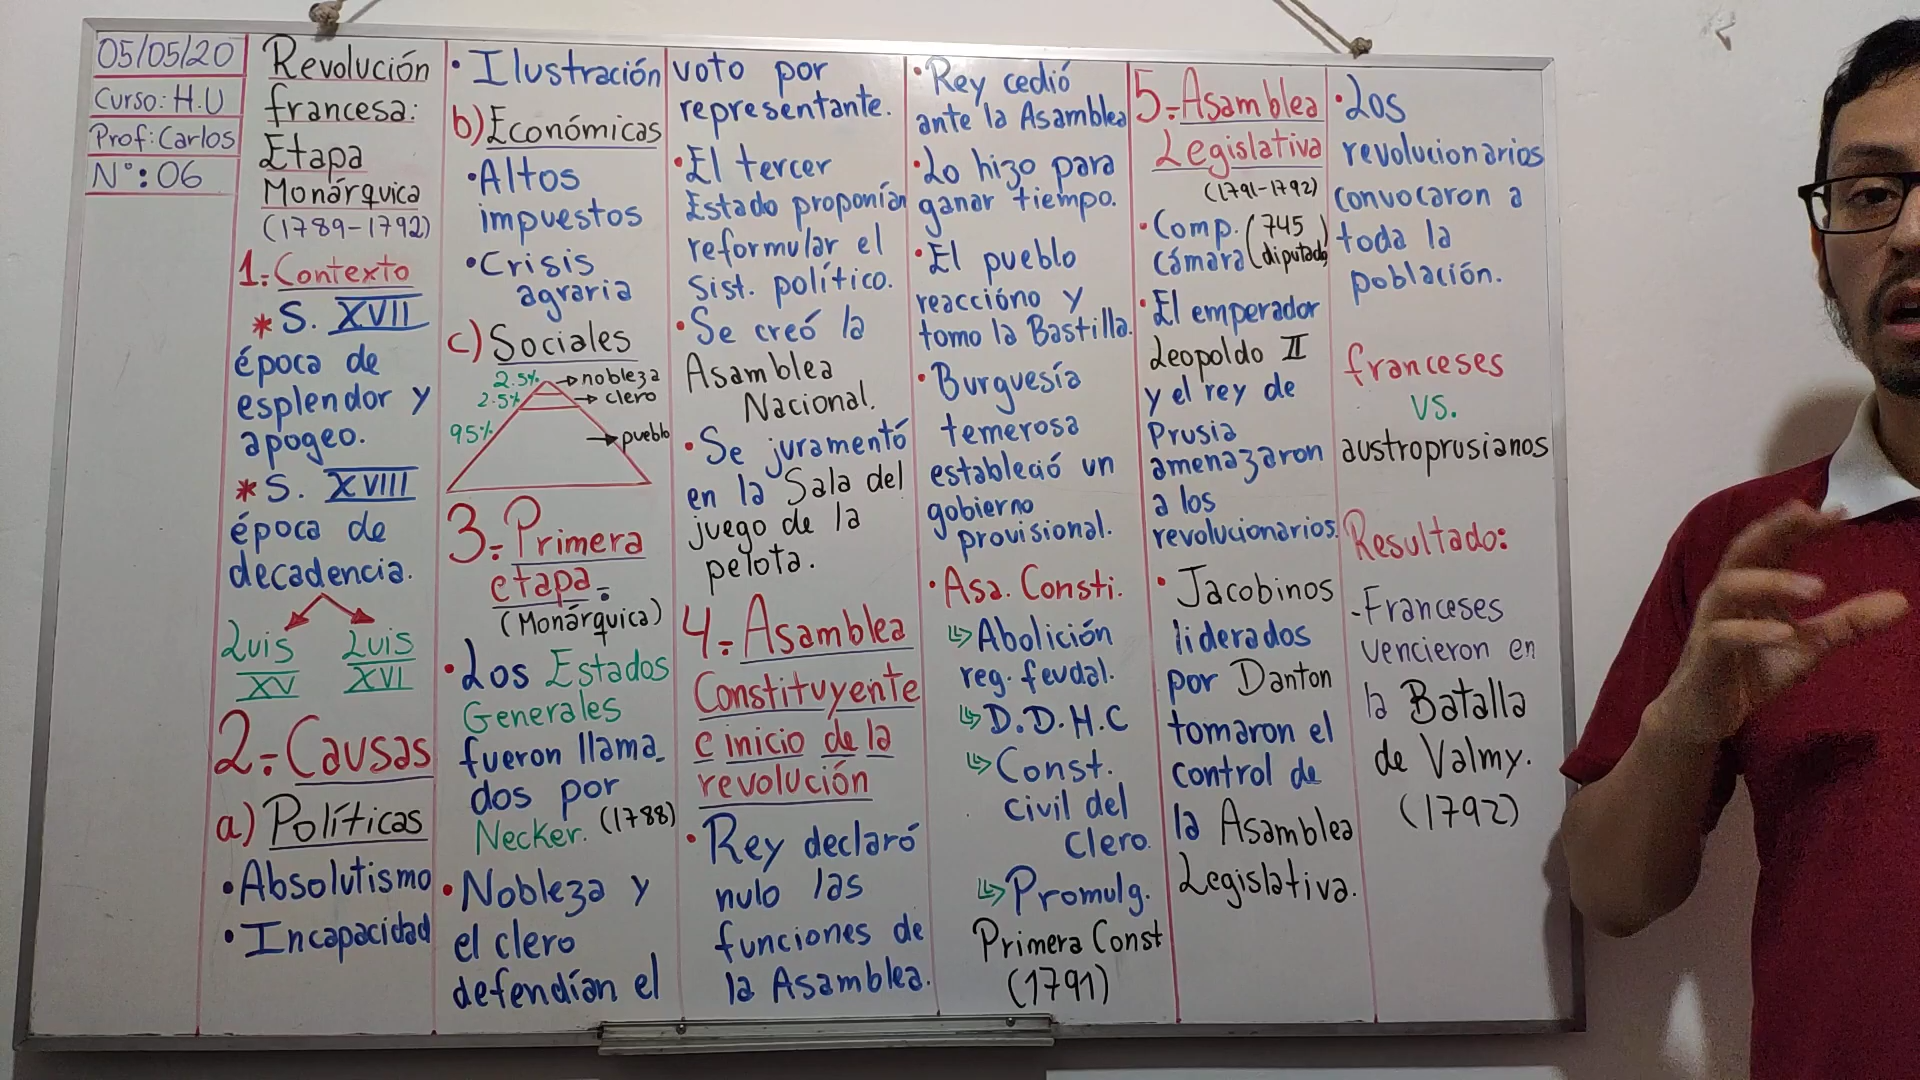 05/05/20
Curso: H.U
Prof: Carlos
N°: 06
Revolución
francesa:
Etapa
Monárquica
(1789-1792)
1.- Contexto
* S. XVII
época de
esplendor y
apogeo.
* S. XVIII
época de
decadencia.
Luis Luis
XV XVI
2.- Causas
a) Políticas
• Absolutismo
• Incapacidad
• Ilustración
b) Económicas
• Altos
impuestos
• Crisis
agraria
c) Sociales
2.5% → nobleza
2.5% → clero
95% → pueblo
3.- Primera
etapa.-
(Monárquica)
• Los Estados
Generales
fueron llama_
dos por
Necker. (1788)
• Nobleza y
el clero
defendían el
voto por
representante.
• El tercer
Estado proponían
reformular el
sist. político.
• Se creó la
Asamblea
Nacional.
• Se juramentó
en la Sala del
juego de la
pelota.
4.- Asamblea
Constituyente
e inicio de la
revolución
• Rey declaró
nulo las
funciones de
la Asamblea.
• Rey cedió
ante la Asamblea
• Lo hizo para
ganar tiempo.
• El pueblo
reaccióno y
tomo la Bastilla.
• Burguesía
temerosa
estableció un
gobierno
provisional.
• Asa. Consti.
Abolición
reg. feudal.
D.D.H.C
Const.
civil del
Clero.
Promulg.
Primera Const
(1791)
5.- Asamblea
Legislativa
(1791-1792)
• Comp. (745
cámara (diputado)
• El emperador
Leopoldo II
y el rey de
Prusia
amenazaron
a los
revolucionarios.
• Jacobinos
liderados
por Danton
tomaron el
control de
la Asamblea
Legislativa.
• Los
revolucionarios
convocaron a
toda la
población.
franceses
vs.
austroprusianos
Resultado:
- Franceses
vencieron en
la Batalla
de Valmy.
(1792)